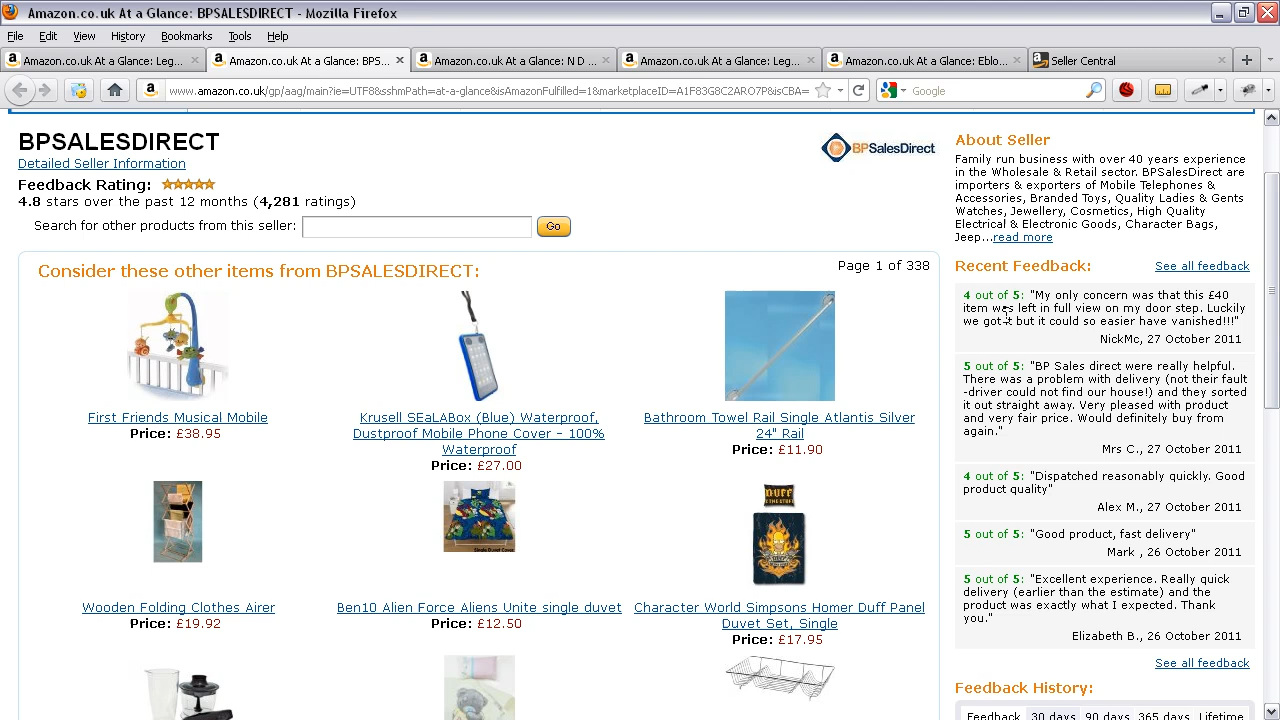 Amazon.co.uk At a Glance: BPSALESDIRECT - Mozilla Firefox
File Edit View History Bookmarks Tools Help
Amazon.co.uk At a Glance: Leg... Amazon.co.uk At a Glance: BPS... Amazon.co.uk At a Glance: N D ... Amazon.co.uk At a Glance: Leg... Amazon.co.uk At a Glance: Eblo... Seller Central
www.amazon.co.uk/gp/aag/main?ie=UTF8&sshmPath=at-a-glance&isAmazonFulfilled=1&marketplaceID=A1F83G8C2ARO7P&isCBA= Google
BPSALESDIRECT
BPSalesDirect
Detailed Seller Information
Feedback Rating:
4.8 stars over the past 12 months (4,281 ratings)
Search for other products from this seller: Go
Consider these other items from BPSALESDIRECT:
Page 1 of 338
First Friends Musical Mobile
Price: £38.95
Krusell SEaLABox (Blue) Waterproof,
Dustproof Mobile Phone Cover - 100%
Waterproof
Price: £27.00
Bathroom Towel Rail Single Atlantis Silver
24" Rail
Price: £11.90
Single Duvet Cover
DUFF
Wooden Folding Clothes Airer
Price: £19.92
Ben10 Alien Force Aliens Unite single duvet
Price: £12.50
Character World Simpsons Homer Duff Panel
Duvet Set, Single
Price: £17.95
About Seller
Family run business with over 40 years experience
in the Wholesale & Retail sector. BPSalesDirect are
importers & exporters of Mobile Telephones &
Accessories, Branded Toys, Quality Ladies & Gents
Watches, Jewellery, Cosmetics, High Quality
Electrical & Electronic Goods, Character Bags,
Jeep...read more
Recent Feedback:
See all feedback
4 out of 5: "My only concern was that this £40
item was left in full view on my door step. Luckily
we got it but it could so easier have vanished!!!"
NickMc, 27 October 2011
5 out of 5: "BP Sales direct were really helpful.
There was a problem with delivery (not their fault
-driver could not find our house!) and they sorted
it out straight away. Very pleased with product
and very fair price. Would definitely buy from
again."
Mrs C., 27 October 2011
4 out of 5: "Dispatched reasonably quickly. Good
product quality"
Alex M., 27 October 2011
5 out of 5: "Good product, fast delivery"
Mark , 26 October 2011
5 out of 5: "Excellent experience. Really quick
delivery (earlier than the estimate) and the
product was exactly what I expected. Thank
you."
Elizabeth B., 26 October 2011
See all feedback
Feedback History:
Feedback 30 days 90 days 365 days Lifetime